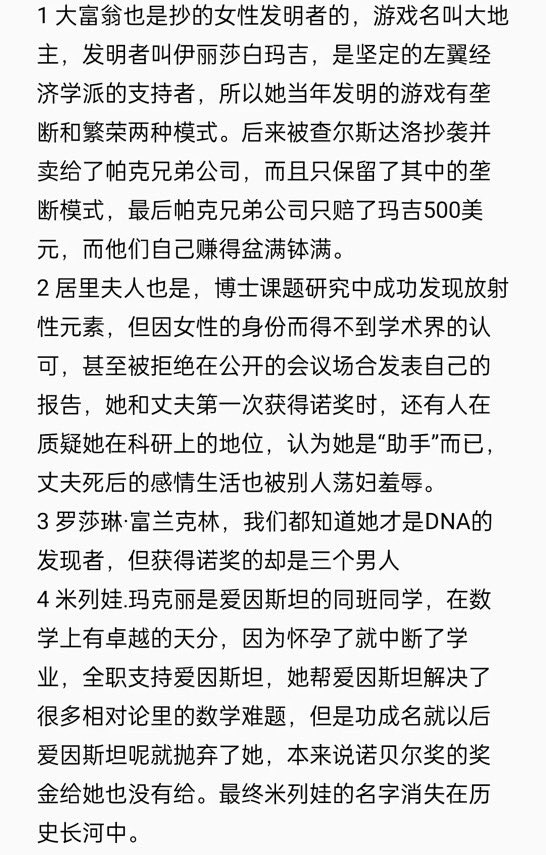 1 大富翁也是抄的女性发明者的，游戏名叫大地
主，发明者叫伊丽莎白玛吉，是坚定的左翼经
济学派的支持者，所以她当年发明的游戏有垄
断和繁荣两种模式。后来被查尔斯达洛抄袭并
卖给了帕克兄弟公司，而且只保留了其中的垄
断模式，最后帕克兄弟公司只赔了玛吉500美
元，而他们自己赚得盆满钵满。
2 居里夫人也是，博士课题研究中成功发现放射
性元素，但因女性的身份而得不到学术界的认
可，甚至被拒绝在公开的会议场合发表自己的
报告，她和丈夫第一次获得诺奖时，还有人在
质疑她在科研上的地位，认为她是“助手”而已，
丈夫死后的感情生活也被别人荡妇羞辱。
3 罗莎琳·富兰克林，我们都知道她才是DNA的
发现者，但获得诺奖的却是三个男人
4 米列娃.玛克丽是爱因斯坦的同班同学，在数
学上有卓越的天分，因为怀孕了就中断了学
业，全职支持爱因斯坦，她帮爱因斯坦解决了
很多相对论里的数学难题，但是功成名就以后
爱因斯坦呢就抛弃了她，本来说诺贝尔奖的奖
金给她也没有给。最终米列娃的名字消失在历
史长河中。